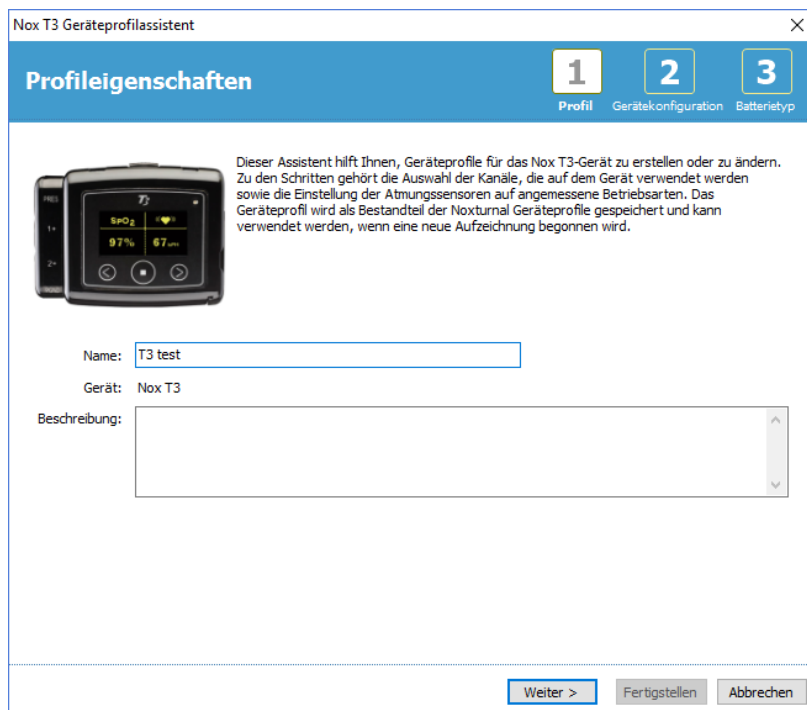 Nox T3 Geräteprofilassistent
Profileigenschaften
1
Profil
2
Gerätekonfiguration
3
Batterietyp
Dieser Assistent hilft Ihnen, Geräteprofile für das Nox T3-Gerät zu erstellen oder zu ändern.
Zu den Schritten gehört die Auswahl der Kanäle, die auf dem Gerät verwendet werden
sowie die Einstellung der Atmungssensoren auf angemessene Betriebsarten. Das
Geräteprofil wird als Bestandteil der Noxturnal Geräteprofile gespeichert und kann
verwendet werden, wenn eine neue Aufzeichnung begonnen wird.
PRES
T3
1+
SPO2
97% 67
2+
Name: T3 test
Gerät: Nox T3
Beschreibung:
Weiter >
Fertigstellen
Abbrechen